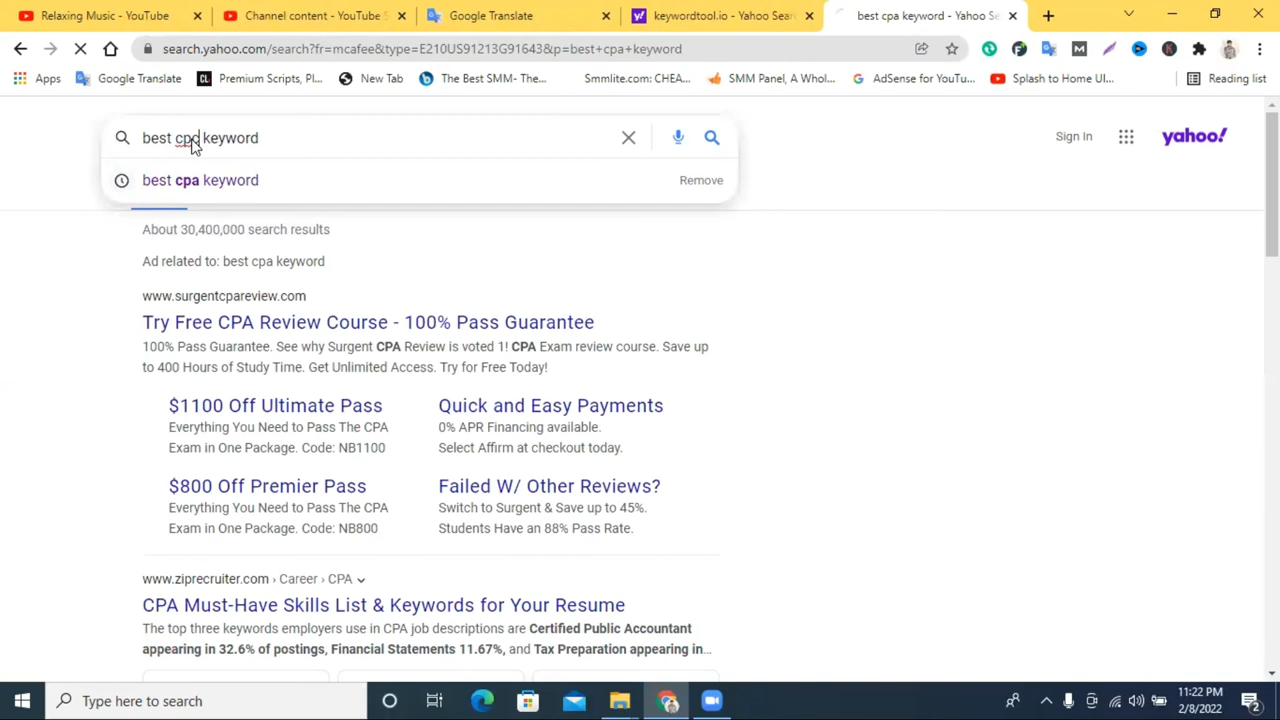 Relaxing Music - YouTube
Channel content - YouTube S
Google Translate
keywordtool.io - Yahoo Sear
best cpa keyword - Yahoo Se
search.yahoo.com/search?fr=mcafee&type=E210US91213G91643&p=best+cpa+keyword
Apps
Google Translate
Premium Scripts, Pl...
New Tab
The Best SMM- The...
Smmlite.com: CHEA...
SMM Panel, A Whol...
AdSense for YouTu...
Splash to Home UI...
Reading list
best cpc keyword
Sign In
yahoo!
best cpa keyword
Remove
About 30,400,000 search results
Ad related to: best cpa keyword
www.surgentcpareview.com
Try Free CPA Review Course - 100% Pass Guarantee
100% Pass Guarantee. See why Surgent CPA Review is voted 1! CPA Exam review course. Save up
to 400 Hours of Study Time. Get Unlimited Access. Try for Free Today!
$1100 Off Ultimate Pass
Everything You Need to Pass The CPA
Exam in One Package. Code: NB1100
Quick and Easy Payments
0% APR Financing available.
Select Affirm at checkout today.
$800 Off Premier Pass
Everything You Need to Pass The CPA
Exam in One Package. Code: NB800
Failed W/ Other Reviews?
Switch to Surgent & Save up to 45%.
Students Have an 88% Pass Rate.
www.ziprecruiter.com › Career › CPA
CPA Must-Have Skills List & Keywords for Your Resume
The top three keywords employers use in CPA job descriptions are Certified Public Accountant
appearing in 32.6% of postings, Financial Statements 11.67%, and Tax Preparation appearing in...
Type here to search
11:22 PM
2/8/2022
2